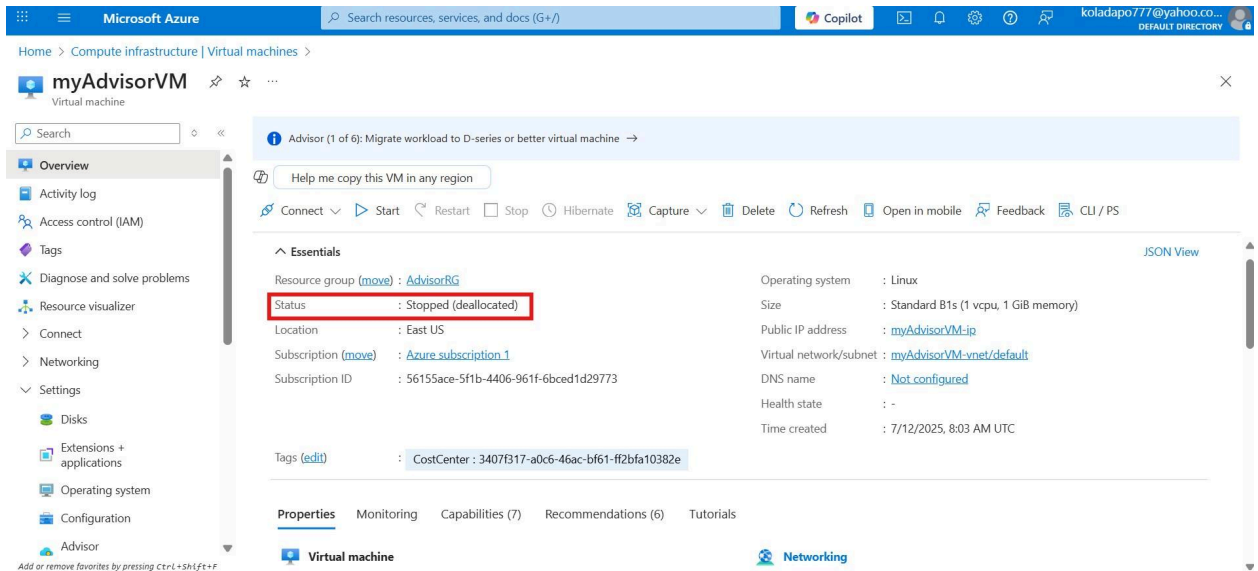 Microsoft Azure
Search resources, services, and docs (G+/)
Copilot
koladapo777@yahoo.co...
DEFAULT DIRECTORY
Home > Compute infrastructure | Virtual machines >
myAdvisorVM
Virtual machine
Search
Advisor (1 of 6): Migrate workload to D-series or better virtual machine →
Overview
Activity log
Access control (IAM)
Tags
Diagnose and solve problems
Resource visualizer
Connect
Networking
Settings
Disks
Extensions +
applications
Operating system
Configuration
Advisor
Add or remove favorites by pressing Ctrl+Shift+F
Help me copy this VM in any region
Connect Start Restart Stop Hibernate Capture Delete Refresh Open in mobile Feedback CLI / PS
Essentials
JSON View
Resource group (move) : AdvisorRG
Status : Stopped (deallocated)
Location : East US
Subscription (move) : Azure subscription 1
Subscription ID : 56155ace-5f1b-4406-961f-6bced1d29773
Operating system : Linux
Size : Standard B1s (1 vcpu, 1 GiB memory)
Public IP address : myAdvisorVM-ip
Virtual network/subnet : myAdvisorVM-vnet/default
DNS name : Not configured
Health state : -
Time created : 7/12/2025, 8:03 AM UTC
Tags (edit) : CostCenter : 3407f317-a0c6-46ac-bf61-ff2bfa10382e
Properties Monitoring Capabilities (7) Recommendations (6) Tutorials
Virtual machine
Networking